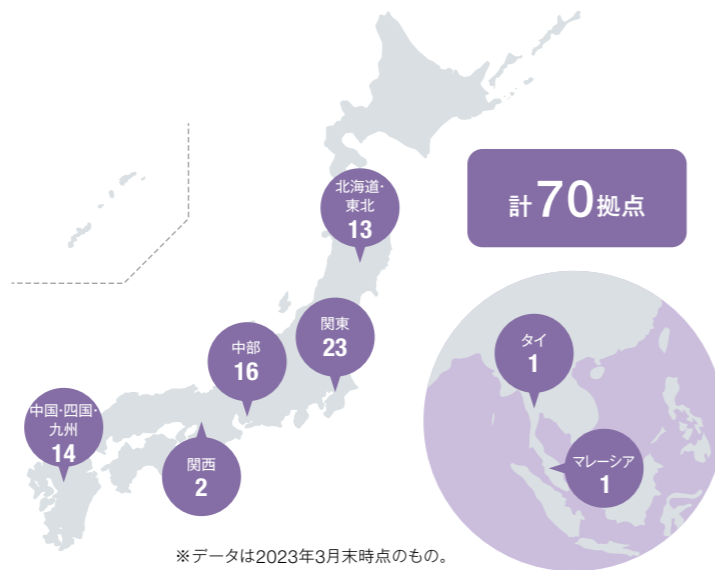 北海道・
東北
13
計70拠点
関東
23
中部
16
タイ
1
中国・四国・
九州
14
関西
2
マレーシア
1
※データは2023年3月末時点のもの。